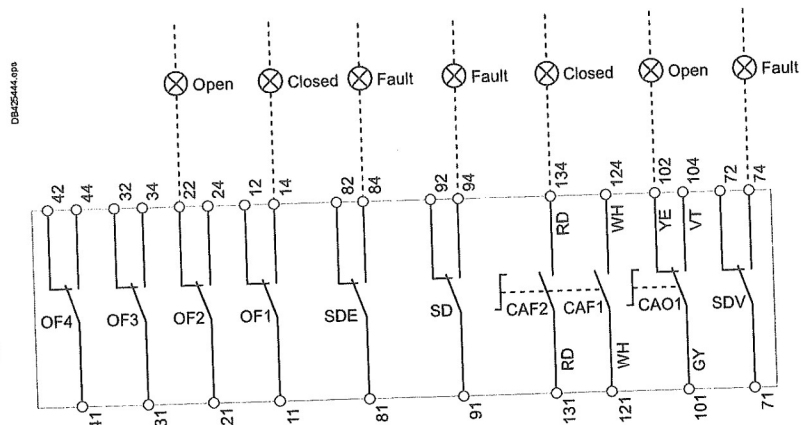 DB425444.eps
Open Closed Fault Fault Closed Open Fault
42 44 32 34 22 24 12 14 82 84 92 94 134 124 102 104 72 74
RD WH YE VT
OF4 OF3 OF2 OF1 SDE SD CAF2 CAF1 CAO1 SDV
RD WH GY
41 31 21 11 81 91 131 121 101 71